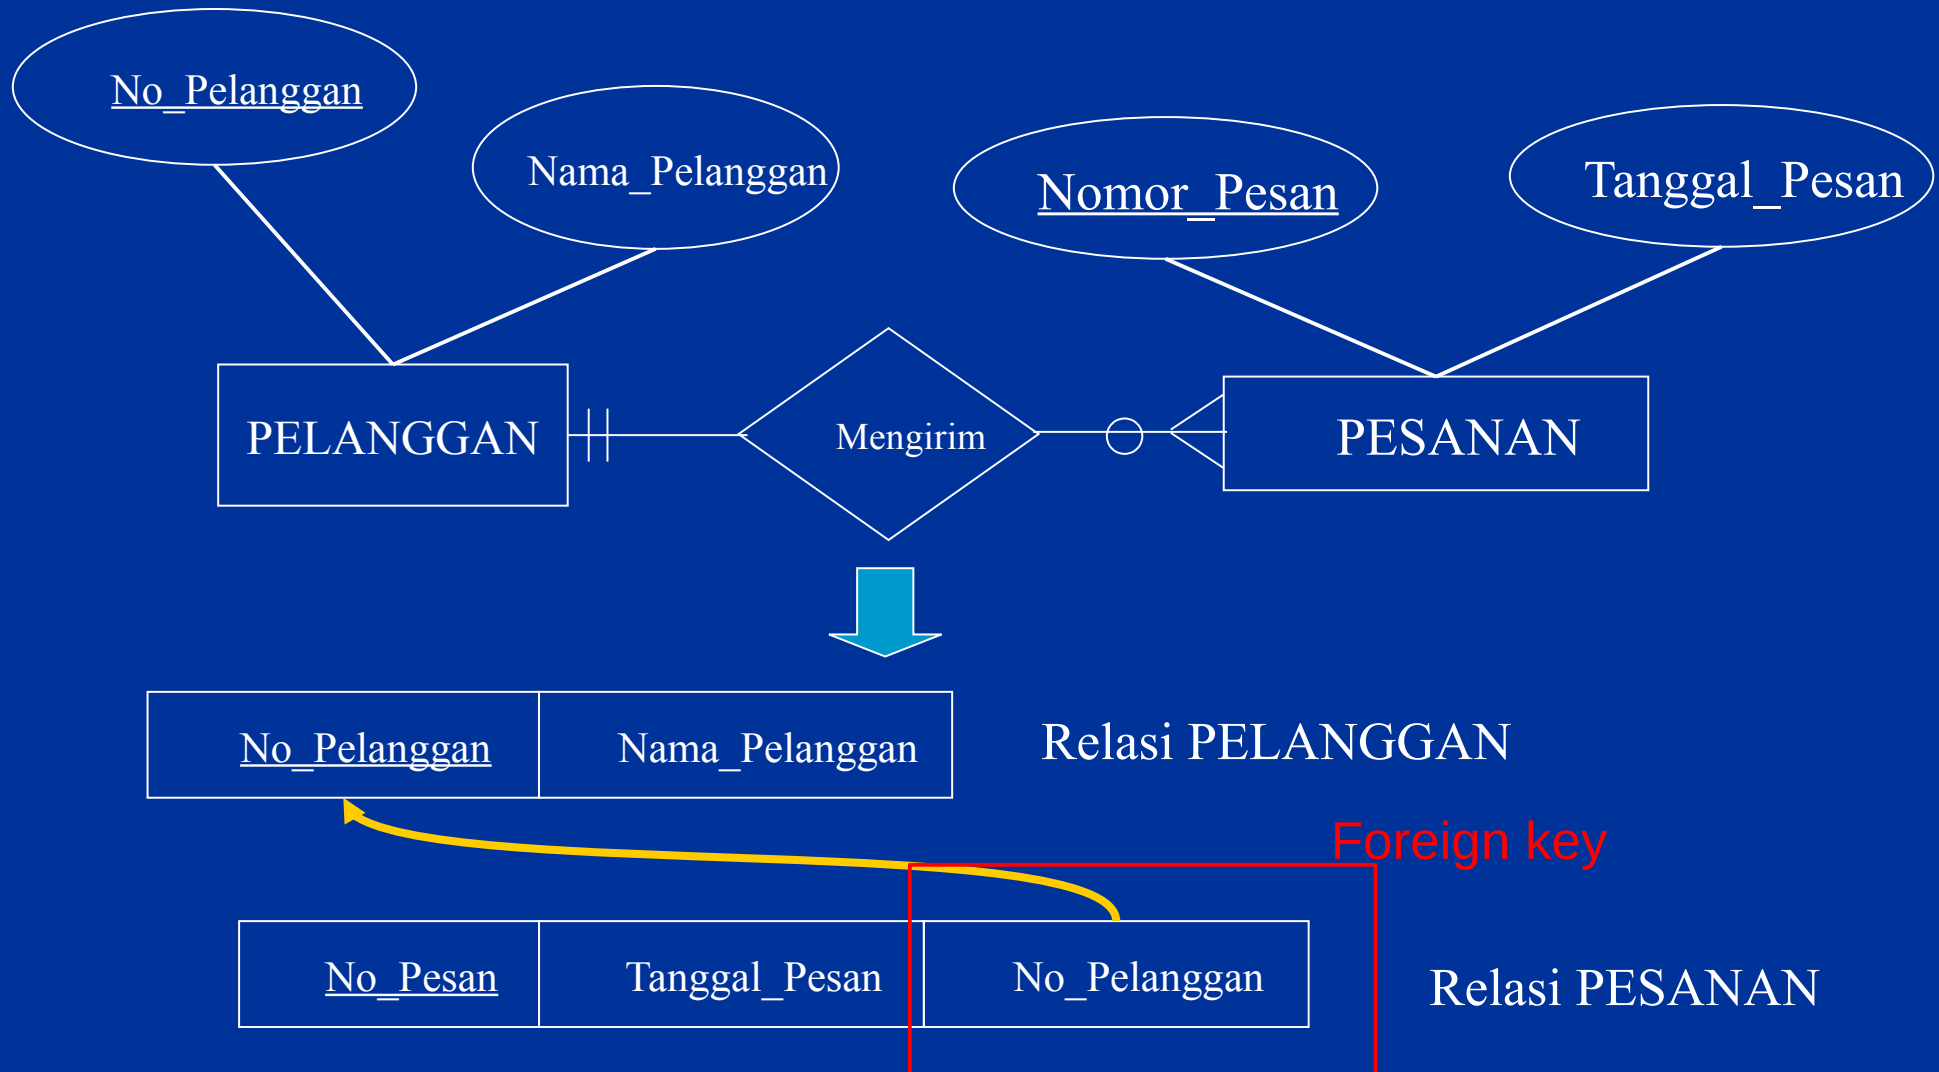 No_Pelanggan
Nama_Pelanggan
Nomor_Pesan
Tanggal_Pesan
PELANGGAN
Mengirim
PESANAN
No_Pelanggan
Nama_Pelanggan
Relasi PELANGGAN
Foreign key
No_Pesan
Tanggal_Pesan
No_Pelanggan
Relasi PESANAN